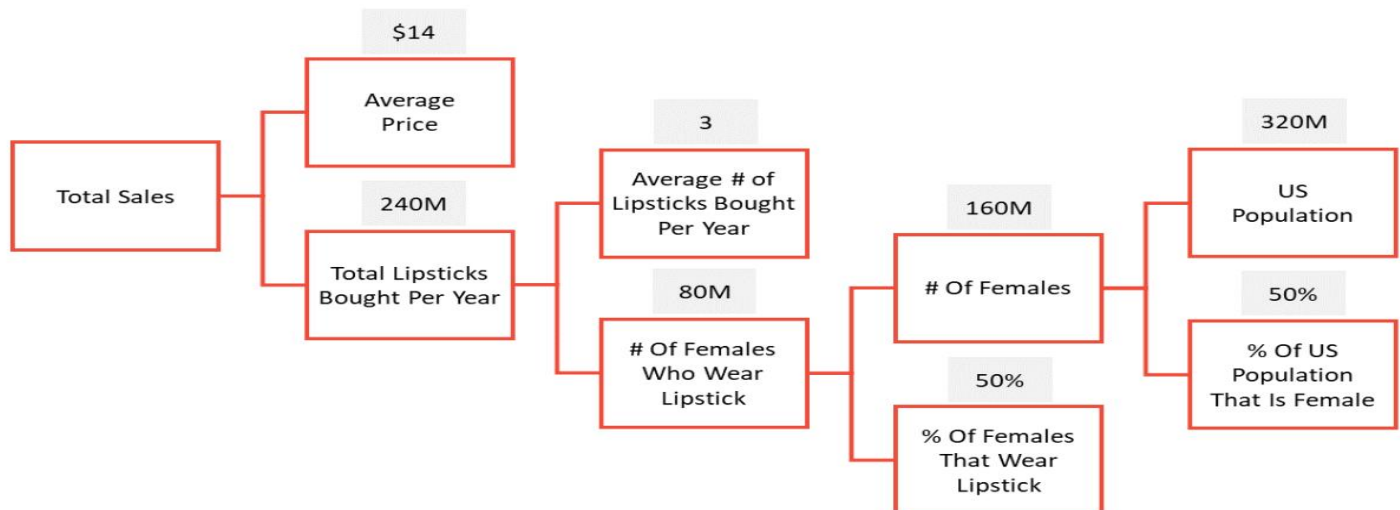 $14
Average
Price
Total Sales
240M
Total Lipsticks
Bought Per Year
3
Average # of
Lipsticks Bought
Per Year
80M
# Of Females
Who Wear
Lipstick
160M
# Of Females
50%
% Of Females
That Wear
Lipstick
320M
US
Population
50%
% Of US
Population
That Is Female